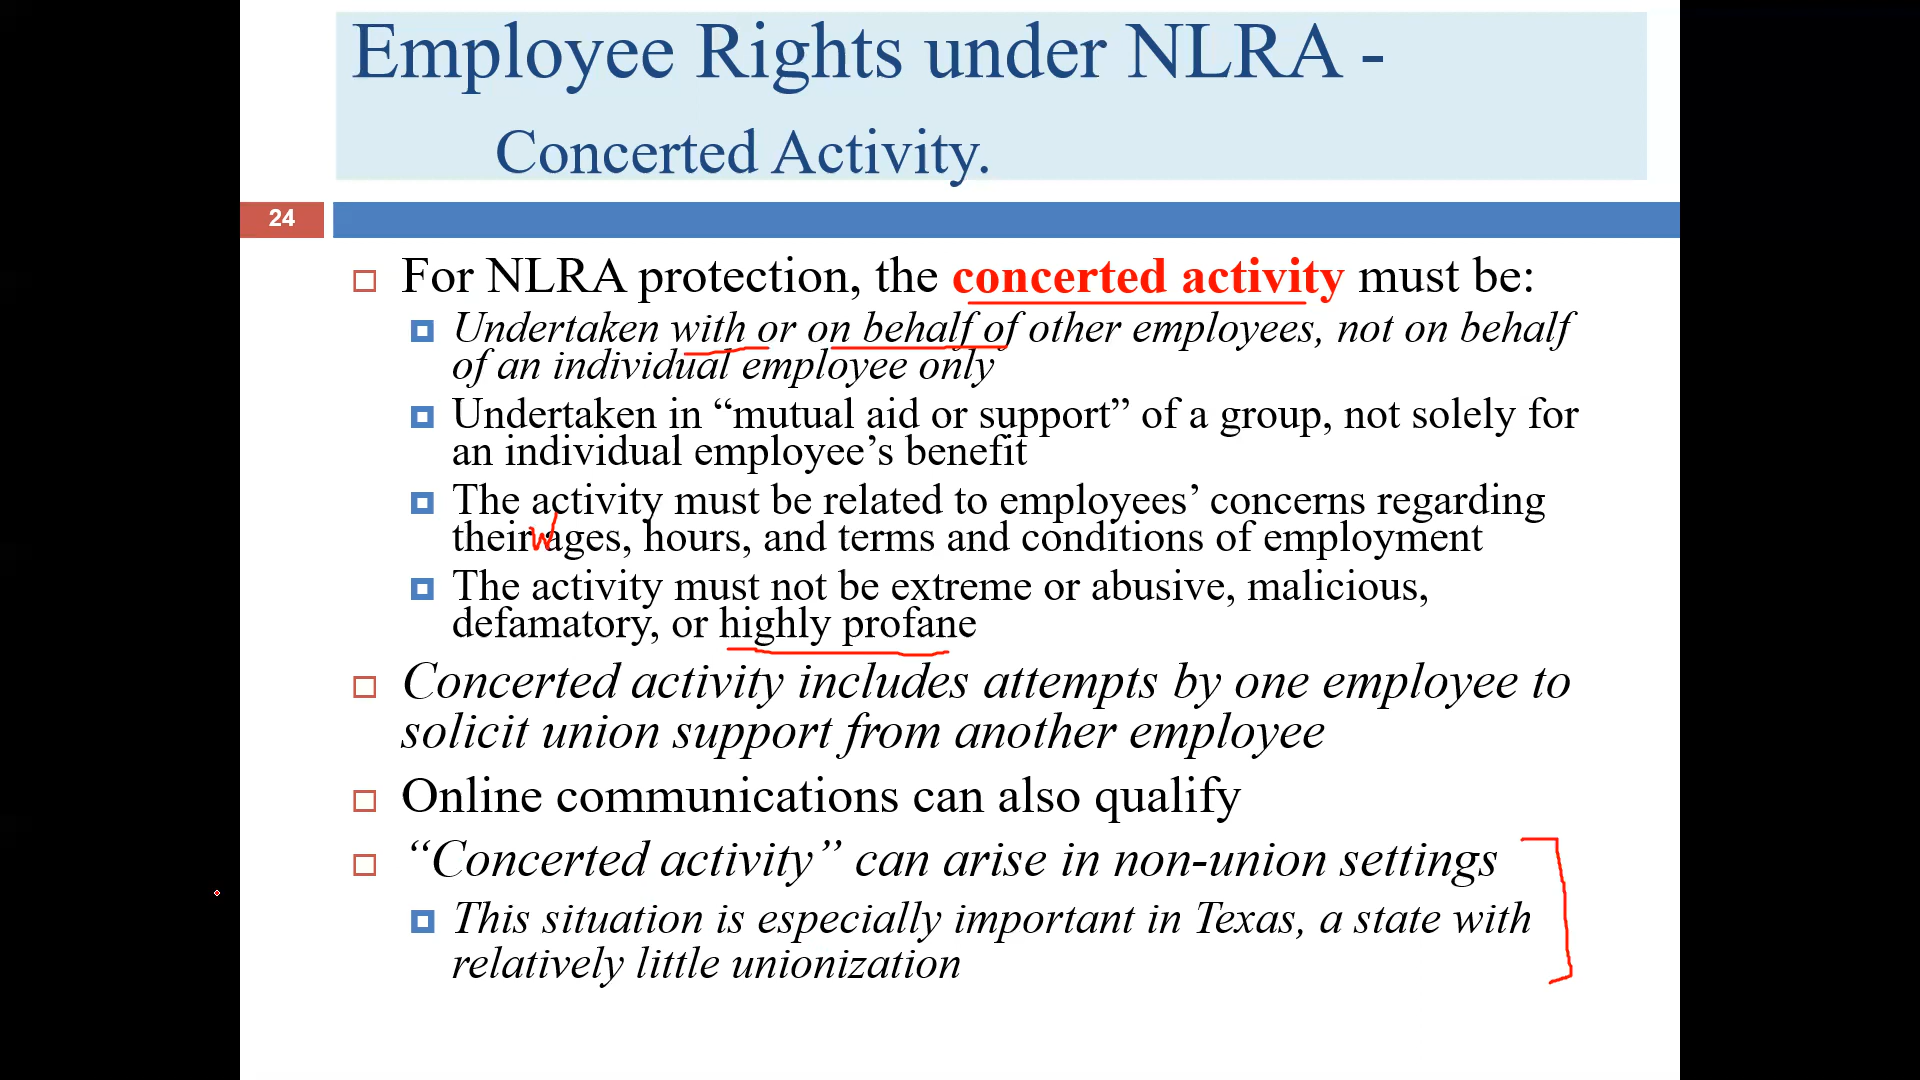 Employee Rights under NLRA -
Concerted Activity.
24
For NLRA protection, the concerted activity must be:
Undertaken with or on behalf of other employees, not on behalf
of an individual employee only
Undertaken in “mutual aid or support” of a group, not solely for
an individual employee’s benefit
The activity must be related to employees’ concerns regarding
their wages, hours, and terms and conditions of employment
The activity must not be extreme or abusive, malicious,
defamatory, or highly profane
Concerted activity includes attempts by one employee to
solicit union support from another employee
Online communications can also qualify
“Concerted activity” can arise in non-union settings
This situation is especially important in Texas, a state with
relatively little unionization